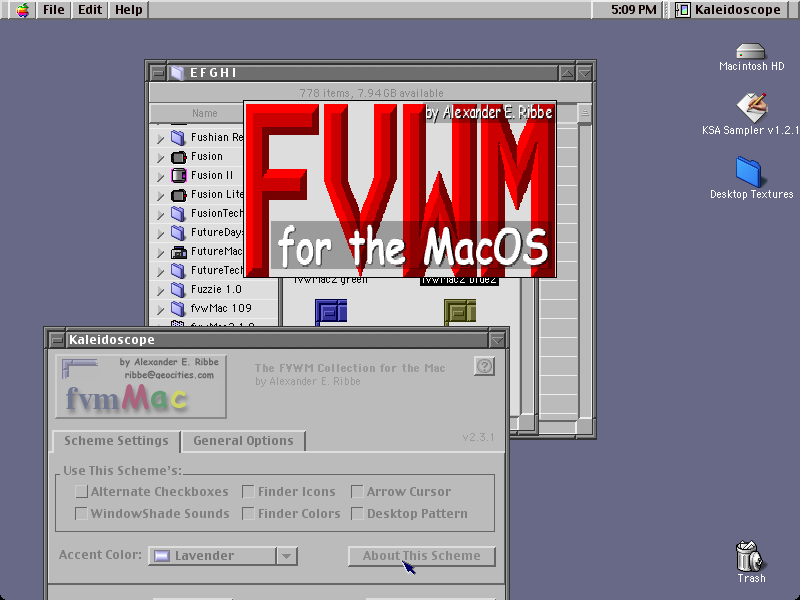 File Edit Help
5:09 PM
Kaleidoscope
E F G H I
778 items, 7.94 GB available
Name
Fushian Re
Fusion
Fusion II
Fusion Lite
FusionTech
FutureDays
FutureMac
FutureTech
Fuzzie 1.0
fvwMac 109
fvwMac2 1.0
by Alexander E. Ribbe
FVWM
for the MacOS
fvwMac2 green
fvwMac2 blue2
Macintosh HD
KSA Sampler v1.2.1
Desktop Textures
Kaleidoscope
by Alexander E. Ribbe
ribbe@geocities.com
fvmMac
The FVWM Collection for the Mac
by Alexander E. Ribbe
?
Scheme Settings
General Options
v2.3.1
Use This Scheme's:
Alternate Checkboxes
Finder Icons
Arrow Cursor
WindowShade Sounds
Finder Colors
Desktop Pattern
Accent Color:
Lavender
About This Scheme
Trash